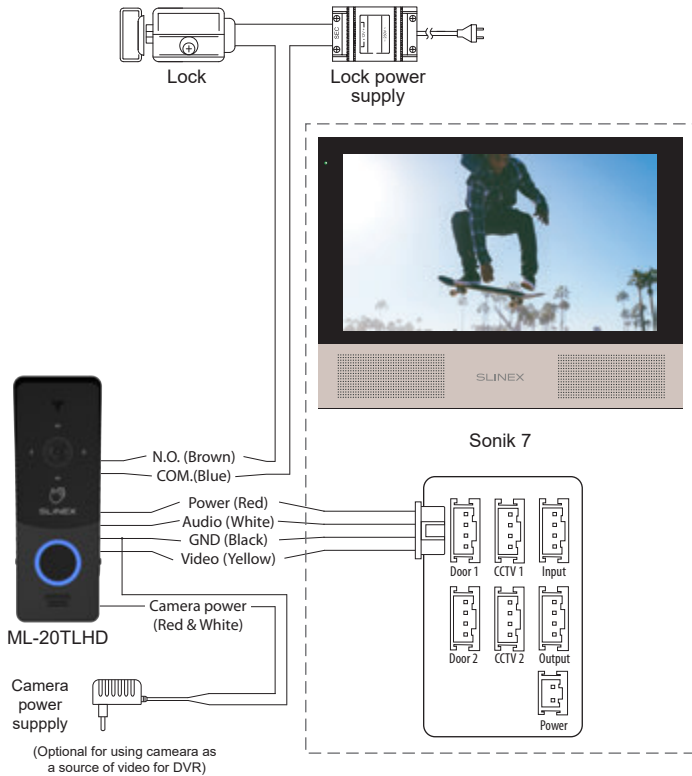 SEC
Lock
Lock power
supply
SLINEX
Sonik 7
N.O. (Brown)
COM.(Blue)
Power (Red)
Audio (White)
GND (Black)
Video (Yellow)
SLINEX
Camera power
(Red & White)
ML-20TLHD
Door 1
CCTV 1
Input
Door 2
CCTV 2
Output
Power
Camera
power
suppply
(Optional for using cameara as
a source of video for DVR)